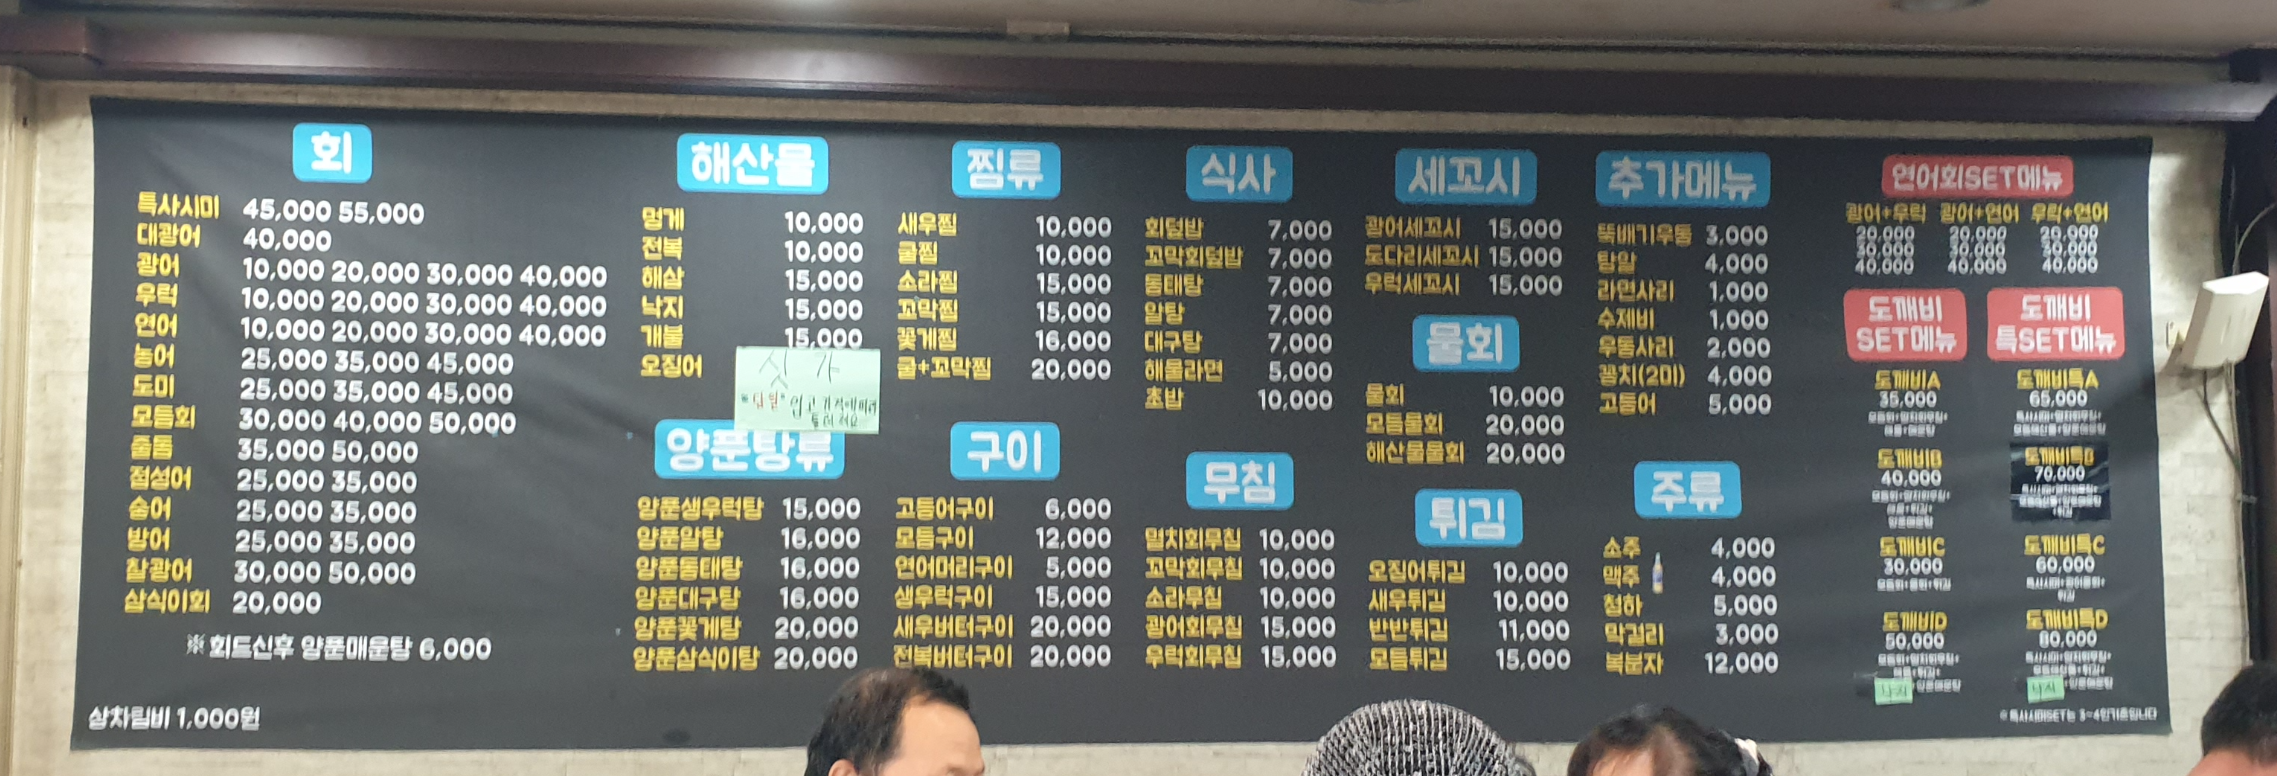 회
특사시미 45,000 55,000
대광어 40,000
광어 10,000 20,000 30,000 40,000
우럭 10,000 20,000 30,000 40,000
연어 10,000 20,000 30,000 40,000
농어 25,000 35,000 45,000
도미 25,000 35,000 45,000
모듬회 30,000 40,000 50,000
줄돔 35,000 50,000
점성어 25,000 35,000
숭어 25,000 35,000
방어 25,000 35,000
찰광어 30,000 50,000
삼식이회 20,000
※ 회드신후 양푼매운탕 6,000
상차림비 1,000원
해산물
멍게 10,000
전복 10,000
해삼 15,000
낙지 15,000
개불 15,000
오징어
싯가
양푼탕류
양푼생우럭탕 15,000
양푼알탕 16,000
양푼동태탕 16,000
양푼대구탕 16,000
양푼꽃게탕 20,000
양푼삼식이탕 20,000
찜류
새우찜 10,000
굴찜 10,000
소라찜 15,000
꼬막찜 15,000
꽃게찜 16,000
굴+꼬막찜 20,000
구이
고등어구이 6,000
모듬구이 12,000
연어머리구이 5,000
생우럭구이 15,000
새우버터구이 20,000
전복버터구이 20,000
식사
회덮밥 7,000
꼬막회덮밥 7,000
동태탕 7,000
알탕 7,000
대구탕 7,000
해물라면 5,000
초밥 10,000
무침
멸치회무침 10,000
꼬막회무침 10,000
소라무침 10,000
광어회무침 15,000
우럭회무침 15,000
세꼬시
광어세꼬시 15,000
도다리세꼬시 15,000
우럭세꼬시 15,000
물회
물회 10,000
모듬물회 20,000
해산물물회 20,000
튀김
오징어튀김 10,000
새우튀김 10,000
반반튀김 11,000
모듬튀김 15,000
추가메뉴
뚝배기우동 3,000
탕알 4,000
라면사리 1,000
수제비 1,000
우동사리 2,000
꽁치(2미) 4,000
고등어 5,000
주류
소주 4,000
맥주 4,000
청하 5,000
막걸리 3,000
복분자 12,000
연어회SET메뉴
광어+우럭 광어+연어 우럭+연어
20,000 20,000 20,000
30,000 30,000 30,000
40,000 40,000 40,000
도깨비
SET메뉴
도깨비A
35,000
도깨비B
40,000
도깨비C
30,000
도깨비D
50,000
낙지
도깨비
특SET메뉴
도깨비특A
65,000
도깨비특B
70,000
도깨비특C
60,000
도깨비특D
80,000
낙지
※특사시미SET는 3~4인기준입니다